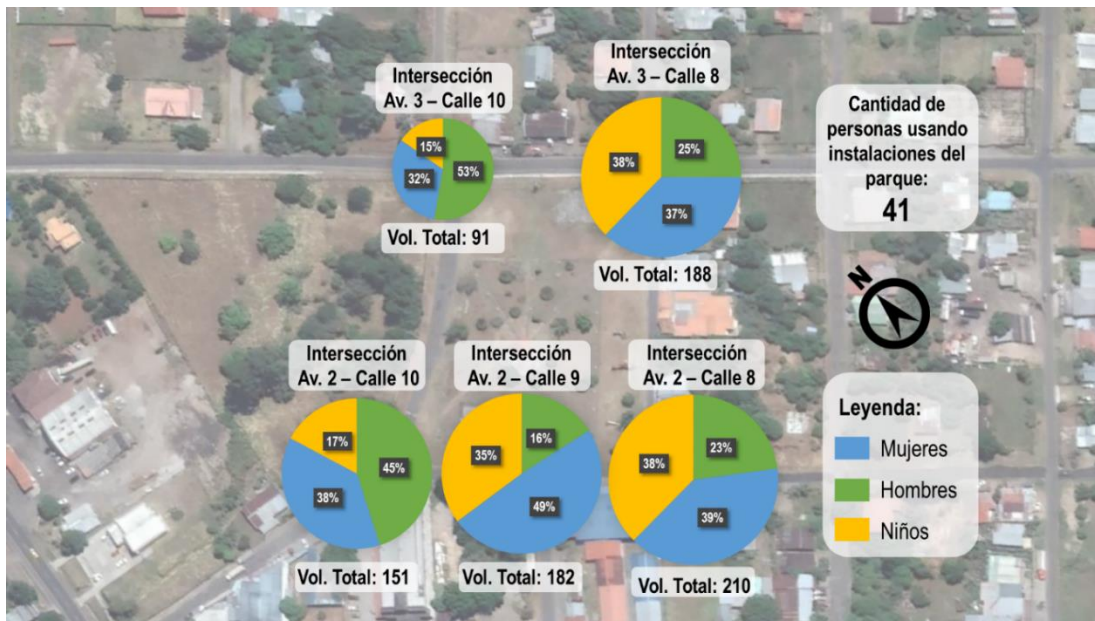 Intersección
Av. 3 – Calle 10
15%
32%
53%
Vol. Total: 91
Intersección
Av. 3 – Calle 8
38%
25%
37%
Vol. Total: 188
Cantidad de
personas usando
instalaciones del
parque:
41
N
Intersección
Av. 2 – Calle 10
17%
45%
38%
Vol. Total: 151
Intersección
Av. 2 – Calle 9
35%
16%
49%
Vol. Total: 182
Intersección
Av. 2 – Calle 8
38%
23%
39%
Vol. Total: 210
Leyenda:
Mujeres
Hombres
Niños